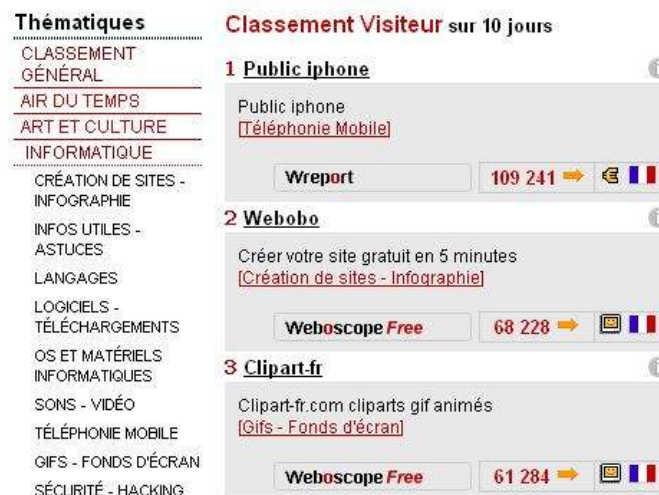 Thématiques
CLASSEMENT
GÉNÉRAL
AIR DU TEMPS
ART ET CULTURE
INFORMATIQUE
CRÉATION DE SITES -
INFOGRAPHIE
INFOS UTILES -
ASTUCES
LANGAGES
LOGICIELS -
TÉLÉCHARGEMENTS
OS ET MATÉRIELS
INFORMATIQUES
SONS - VIDÉO
TÉLÉPHONIE MOBILE
GIFS - FONDS D'ÉCRAN
SÉCURITÉ - HACKING
Classement Visiteur sur 10 jours
1 Public iphone
Public iphone
[Téléphonie Mobile]
Wreport 109 241
2 Webobo
Créer votre site gratuit en 5 minutes
[Création de sites - Infographie]
Weboscope Free 68 228
3 Clipart-fr
Clipart-fr.com cliparts gif animés
[Gifs - Fonds d'écran]
Weboscope Free 61 284